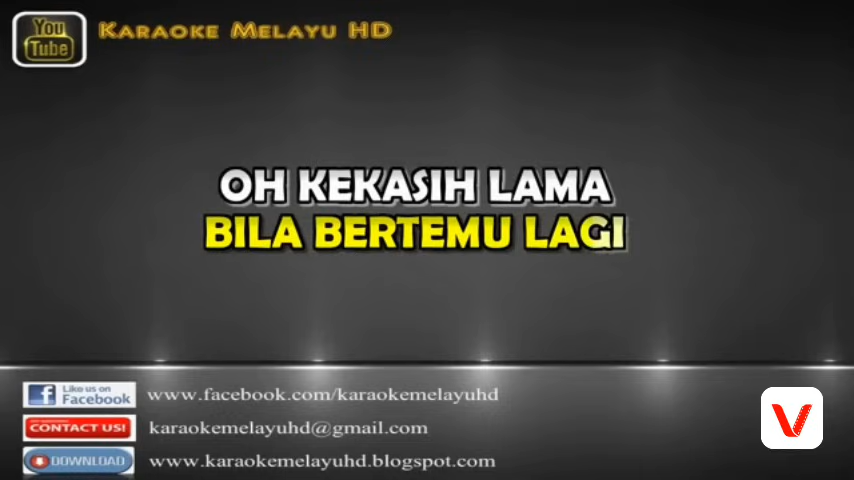 You
Tube
KARAOKE MELAYU HD
OH KEKASIH LAMA
BILA BERTEMU LAGI
Like us on
Facebook
www.facebook.com/karaokemelayuhd
CONTACT US!
karaokemelayuhd@gmail.com
DOWNLOAD
www.karaokemelayuhd.blogspot.com